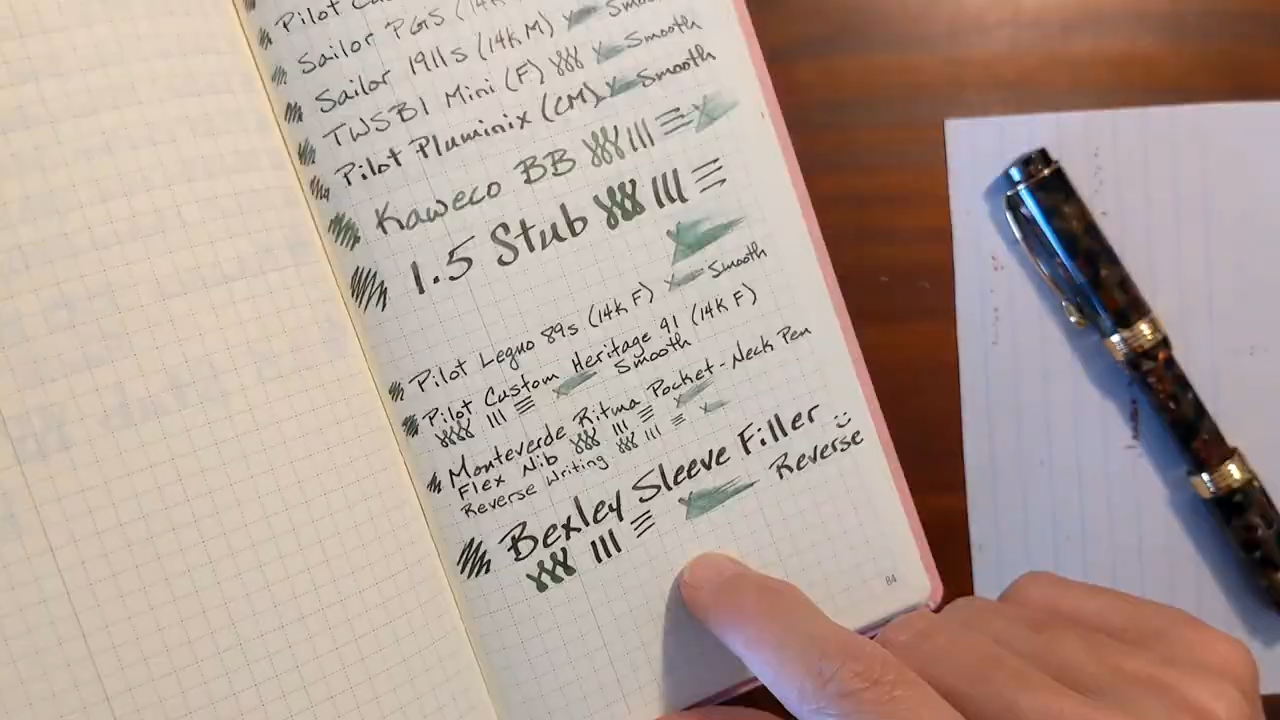 Pilot
Sailor PGS (14K
Sailor 1911s (14K M) Smooth
TWSBI Mini (F) Smooth
Pilot Pluminix (CM) Smooth
Kaweco BB
1.5 Stub
Smooth
Pilot Legno 89s (14K F)
Pilot Custom Heritage 91 (14K F)
Smooth
Monteverde Ritma Pocket-Neck Pen
Flex Nib
Reverse Writing
Bexley Sleeve Filler
Reverse
84